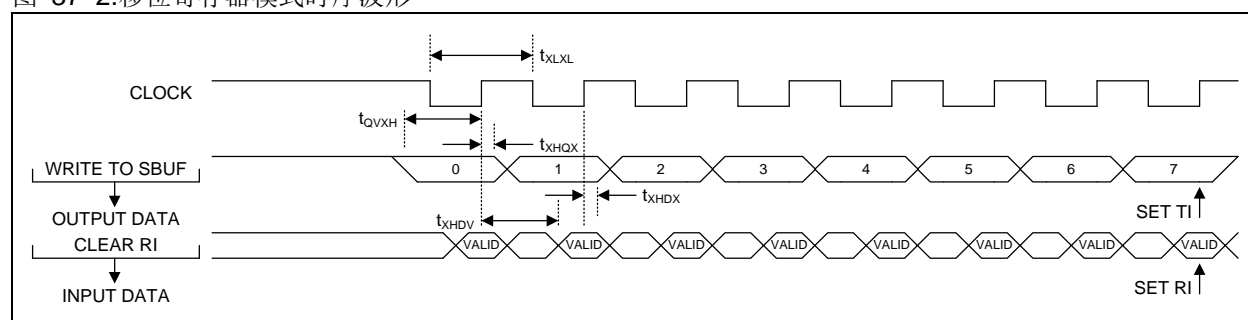 图 37-2.移位寄存器模式时序波形
tXLXL
CLOCK
tQVXH
tXHQX
WRITE TO SBUF
0 1 2 3 4 5 6 7
tXHDX
OUTPUT DATA
SET TI
tXHDV
CLEAR RI
VALID VALID VALID VALID VALID VALID VALID VALID
INPUT DATA
SET RI